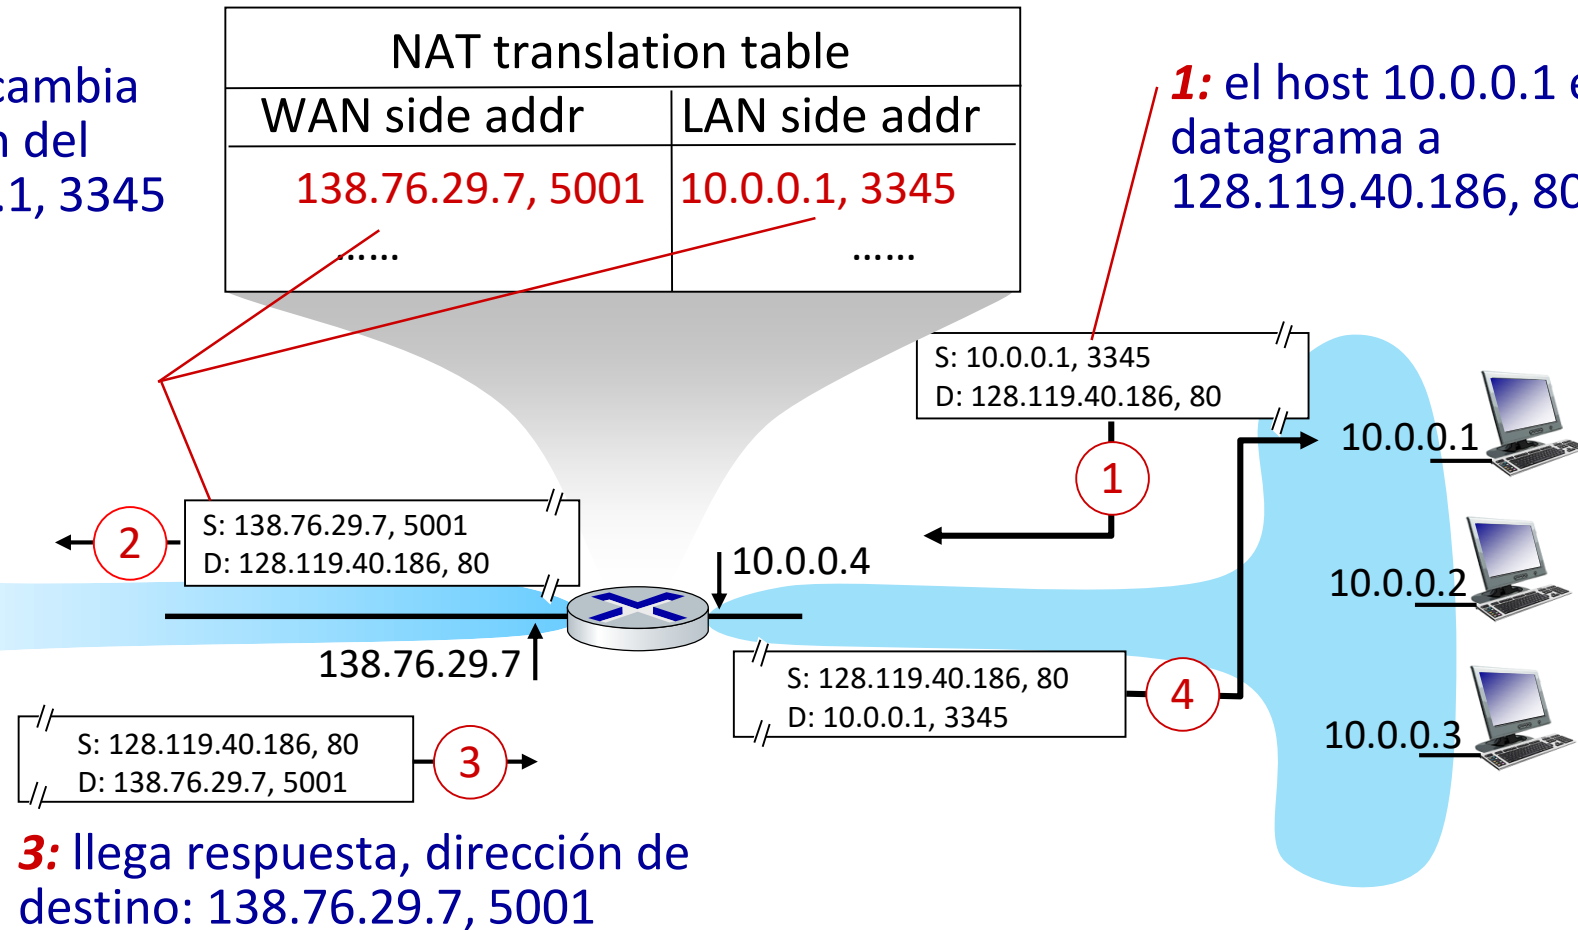 cambia
del
.1, 3345
NAT translation table
WAN side addr LAN side addr
138.76.29.7, 5001 10.0.0.1, 3345
...... ......
1: el host 10.0.0.1
datagrama a
128.119.40.186, 80
S: 10.0.0.1, 3345
D: 128.119.40.186, 80
1
10.0.0.1
2
S: 138.76.29.7, 5001
D: 128.119.40.186, 80
10.0.0.4
10.0.0.2
138.76.29.7
S: 128.119.40.186, 80
D: 10.0.0.1, 3345
4
10.0.0.3
S: 128.119.40.186, 80
D: 138.76.29.7, 5001
3
3: llega respuesta, dirección de
destino: 138.76.29.7, 5001